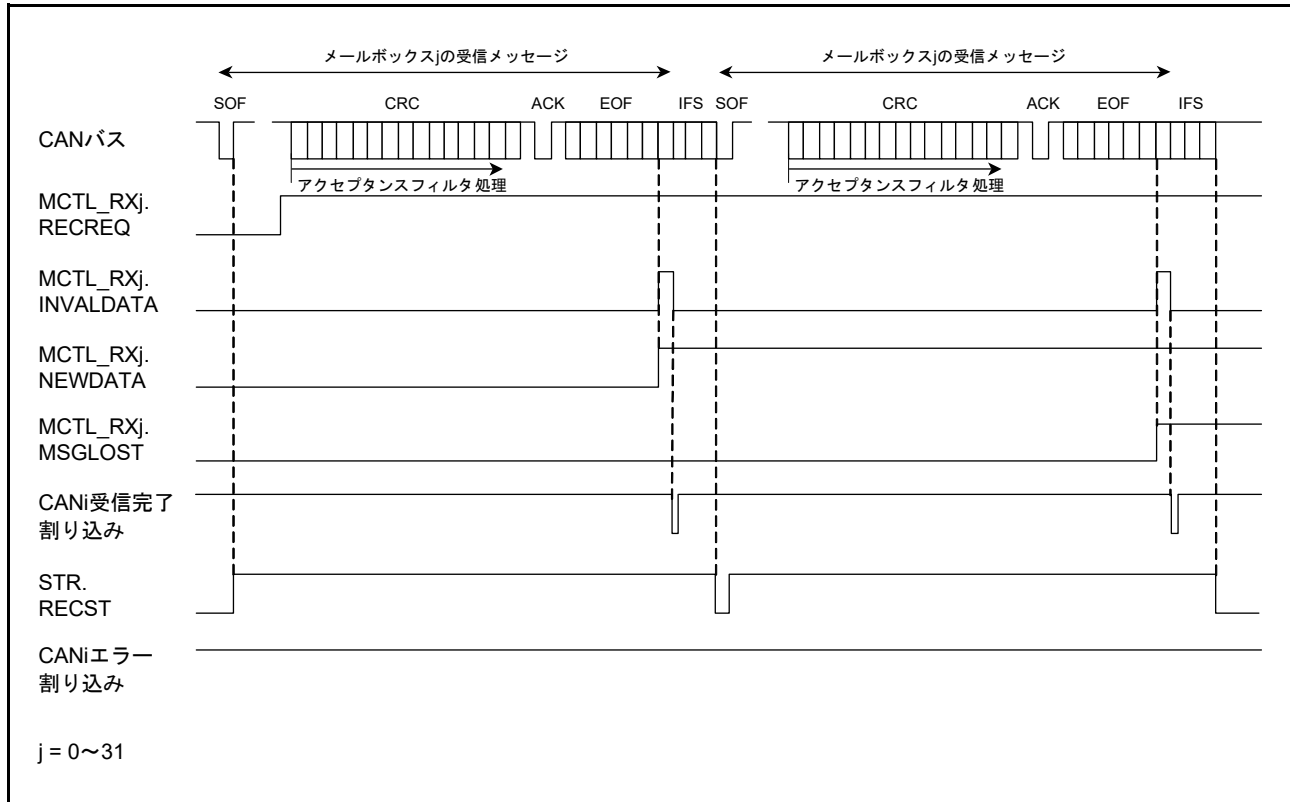 メールボックスjの受信メッセージ メールボックスjの受信メッセージ
SOF CRC ACK EOF IFS SOF CRC ACK EOF IFS
CANバス
アクセプタンスフィルタ処理 アクセプタンスフィルタ処理
MCTL_RXj.
RECREQ
MCTL_RXj.
INVALDATA
MCTL_RXj.
NEWDATA
MCTL_RXj.
MSGLOST
CANi受信完了
割り込み
STR.
RECST
CANiエラー
割り込み
j = 0～31